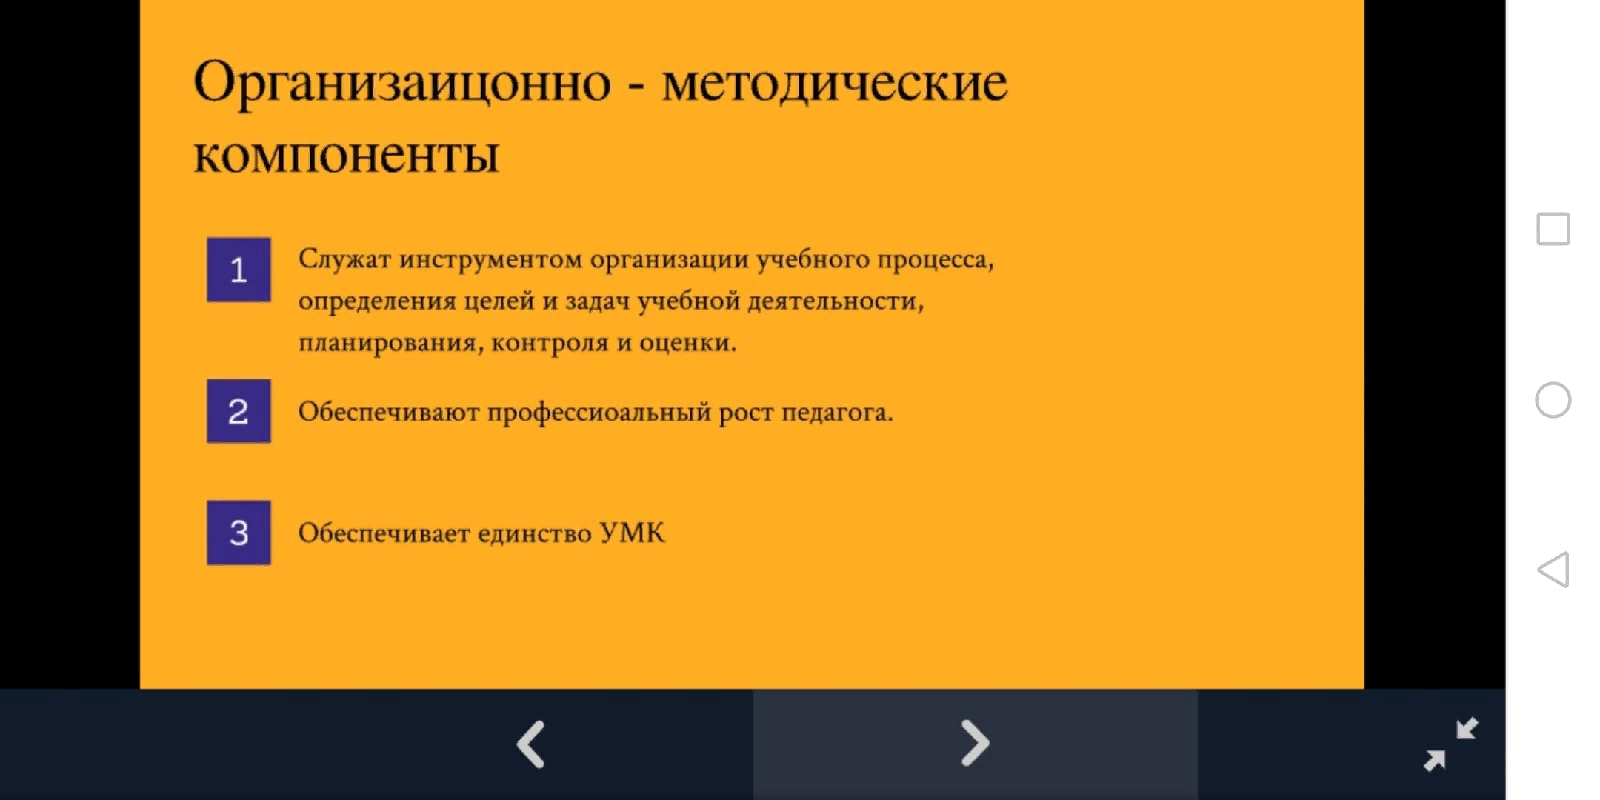 Организаицонно - методические
компоненты
1 Служат инструментом организации учебного процесса,
определения целей и задач учебной деятельности,
планирования, контроля и оценки.
2 Обеспечивают профессиоальный рост педагога.
3 Обеспечивает единство УМК